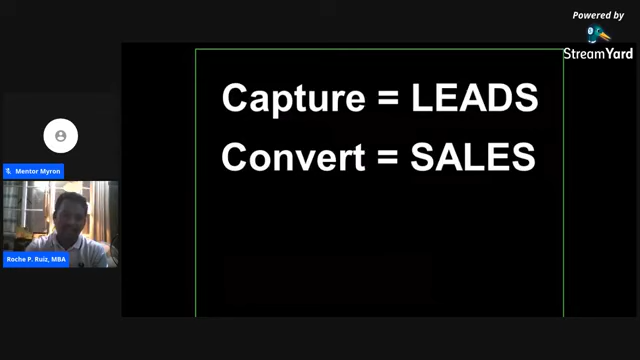 Powered by
StreamYard
Capture = LEADS
Convert = SALES
Mentor Myron
Roche P. Ruiz, MBA